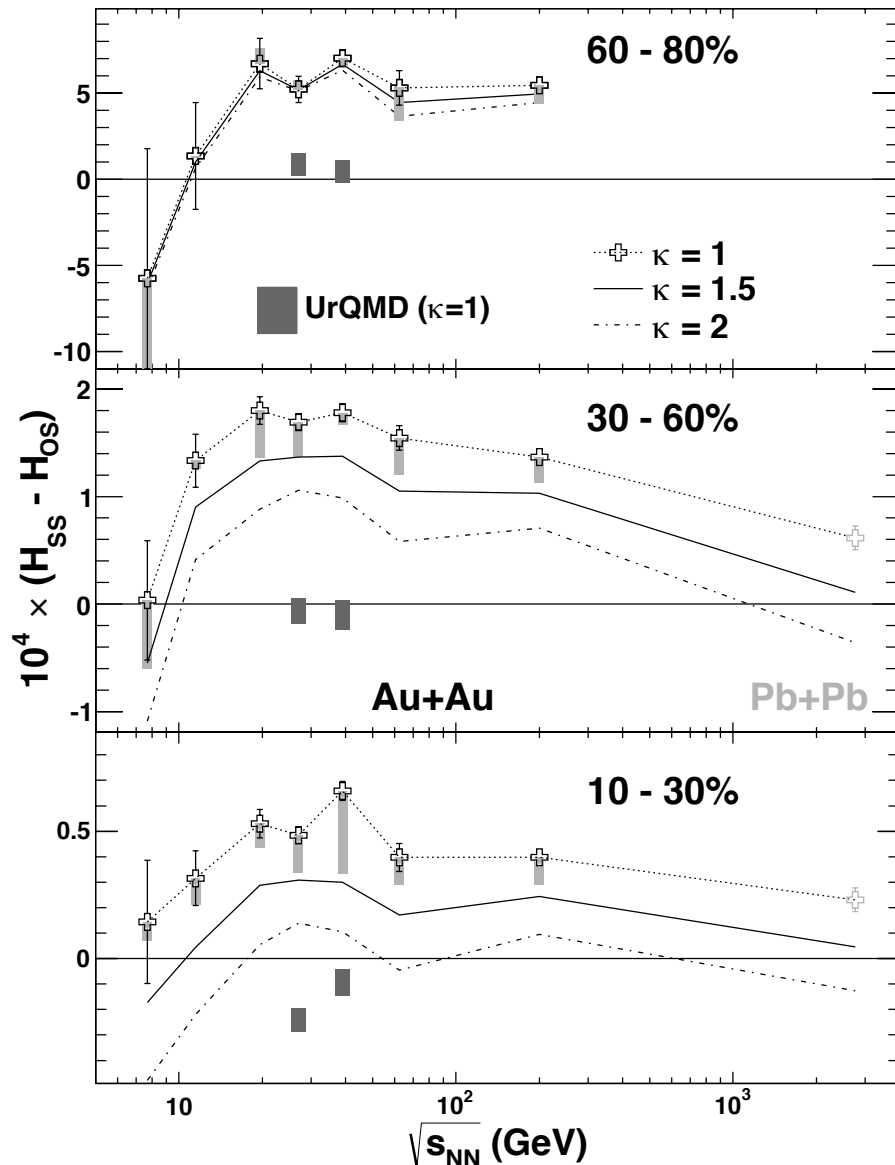 60 - 80%
5
0
-5
-10
κ = 1
κ = 1.5
κ = 2
UrQMD (κ=1)
30 - 60%
2
1
0
-1
10⁴ × (H_SS - H_OS)
Au+Au
Pb+Pb
10 - 30%
0.5
0
10
10²
10³
√s_NN (GeV)